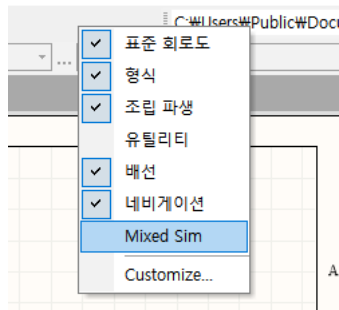 C:₩Users₩Public₩Docu
...
표준 회로도
형식
조립 파생
유틸리티
배선
네비게이션
Mixed Sim
Customize...
A